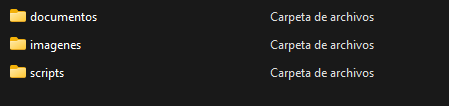 documentos Carpeta de archivos
imagenes Carpeta de archivos
scripts Carpeta de archivos